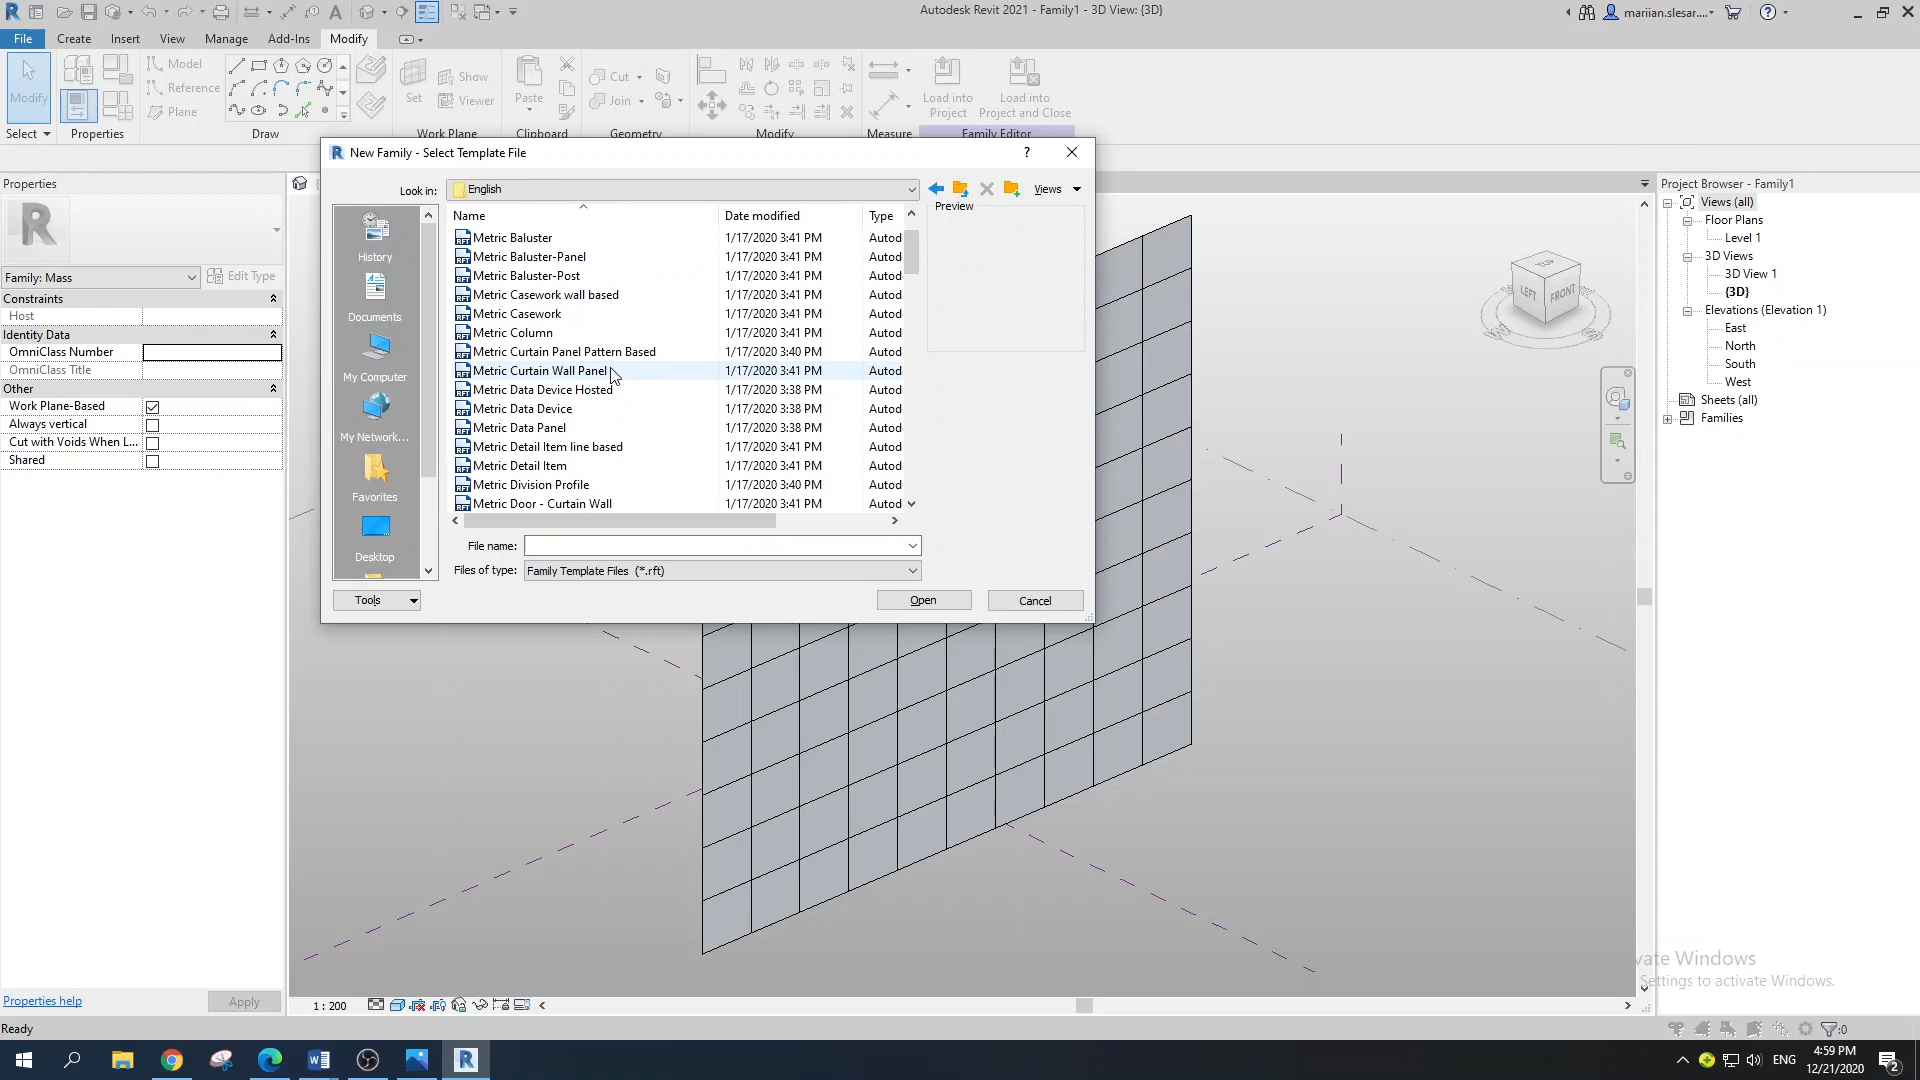 Autodesk Revit 2021 - Family1 - 3D View: {3D}
mariian.slesar....
File Create Insert View Manage Add-Ins Modify
Modify
Model
Reference
Plane
Set
Show
Viewer
Paste
Cut
Join
Load into
Project
Load into
Project and Close
Select Properties Draw Work Plane Clipboard Geometry Modify Measure Family Editor
Properties
Family: Mass
Edit Type
Constraints
Host
Identity Data
OmniClass Number
OmniClass Title
Other
Work Plane-Based
Always vertical
Cut with Voids When L...
Shared
Properties help
Apply
New Family - Select Template File
Look in:
English
Views
History
Documents
My Computer
My Network...
Favorites
Desktop
Name Date modified Type
Metric Baluster 1/17/2020 3:41 PM Autod
Metric Baluster-Panel 1/17/2020 3:41 PM Autod
Metric Baluster-Post 1/17/2020 3:41 PM Autod
Metric Casework wall based 1/17/2020 3:41 PM Autod
Metric Casework 1/17/2020 3:41 PM Autod
Metric Column 1/17/2020 3:41 PM Autod
Metric Curtain Panel Pattern Based 1/17/2020 3:40 PM Autod
Metric Curtain Wall Panel 1/17/2020 3:41 PM Autod
Metric Data Device Hosted 1/17/2020 3:38 PM Autod
Metric Data Device 1/17/2020 3:38 PM Autod
Metric Data Panel 1/17/2020 3:38 PM Autod
Metric Detail Item line based 1/17/2020 3:41 PM Autod
Metric Detail Item 1/17/2020 3:41 PM Autod
Metric Division Profile 1/17/2020 3:40 PM Autod
Metric Door - Curtain Wall 1/17/2020 3:41 PM Autod
Preview
File name:
Files of type: Family Template Files (*.rft)
Tools
Open
Cancel
TOP
LEFT
FRONT
Project Browser - Family1
Views (all)
Floor Plans
Level 1
3D Views
3D View 1
{3D}
Elevations (Elevation 1)
East
North
South
West
Sheets (all)
Families
vate Windows
Settings to activate Windows.
1 : 200
Ready
:0
ENG
4:59 PM
12/21/2020
2